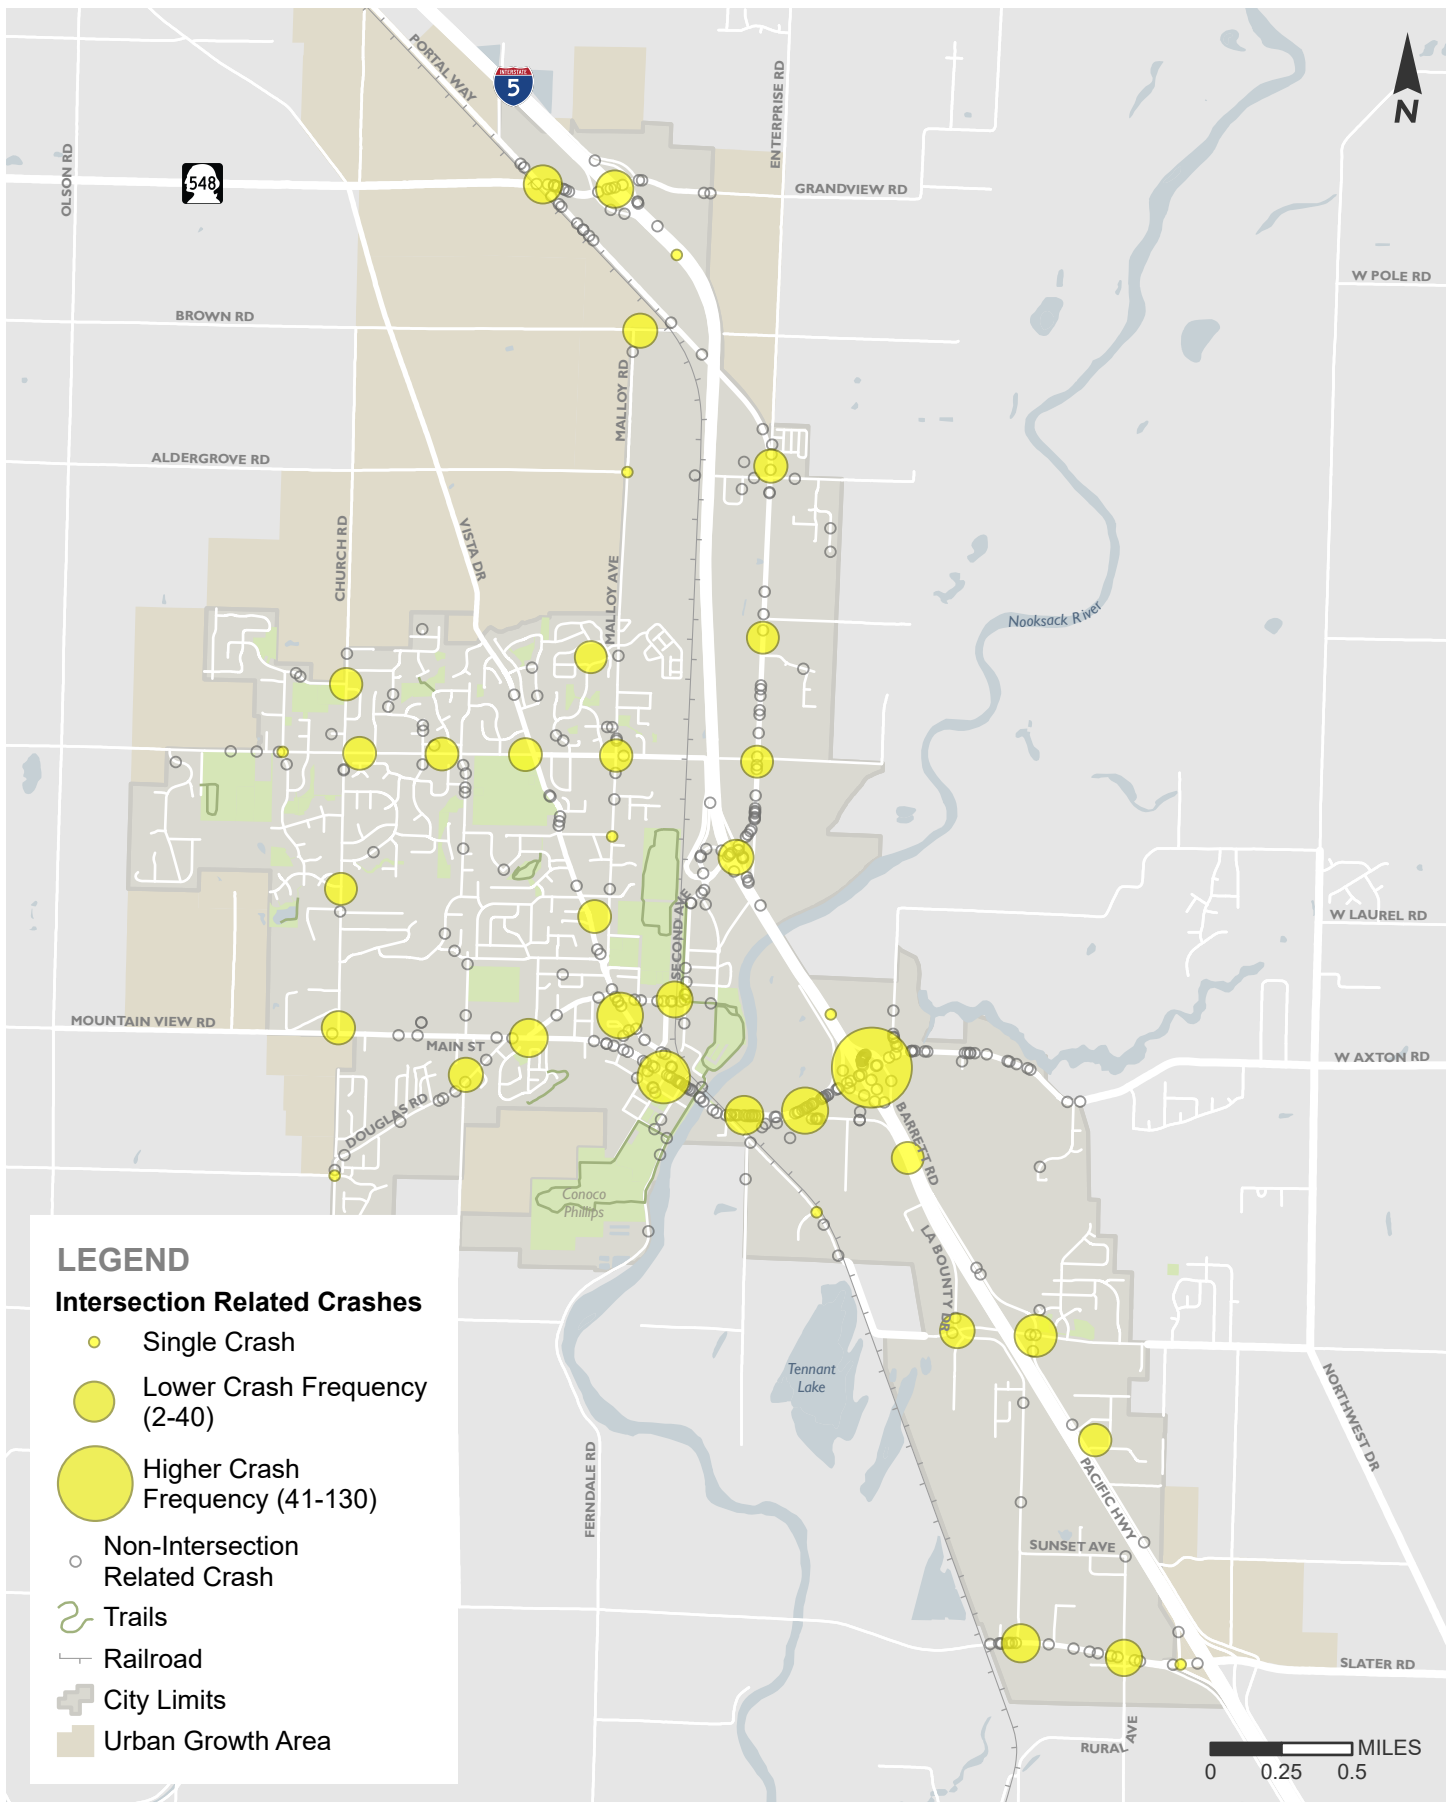 PORTAL WAY
INTERSTATE
5
ENTERPRISE RD
N
OLSON RD
548
GRANDVIEW RD
W POLE RD
BROWN RD
MALLOY RD
ALDERGROVE RD
CHURCH RD
VISTA DR
MALLOY AVE
Nooksack River
SECOND AVE
W LAUREL RD
MOUNTAIN VIEW RD
MAIN ST
W AXTON RD
DOUGLAS RD
BARRETT RD
Conoco
Phillips
LA BOUNTY DR
Tennant
Lake
NORTHWEST DR
FERNDALE RD
PACIFIC HWY
SUNSET AVE
SLATER RD
RURAL AVE
LEGEND
Intersection Related Crashes
Single Crash
Lower Crash Frequency
(2-40)
Higher Crash
Frequency (41-130)
Non-Intersection
Related Crash
Trails
Railroad
City Limits
Urban Growth Area
MILES
0 0.25 0.5